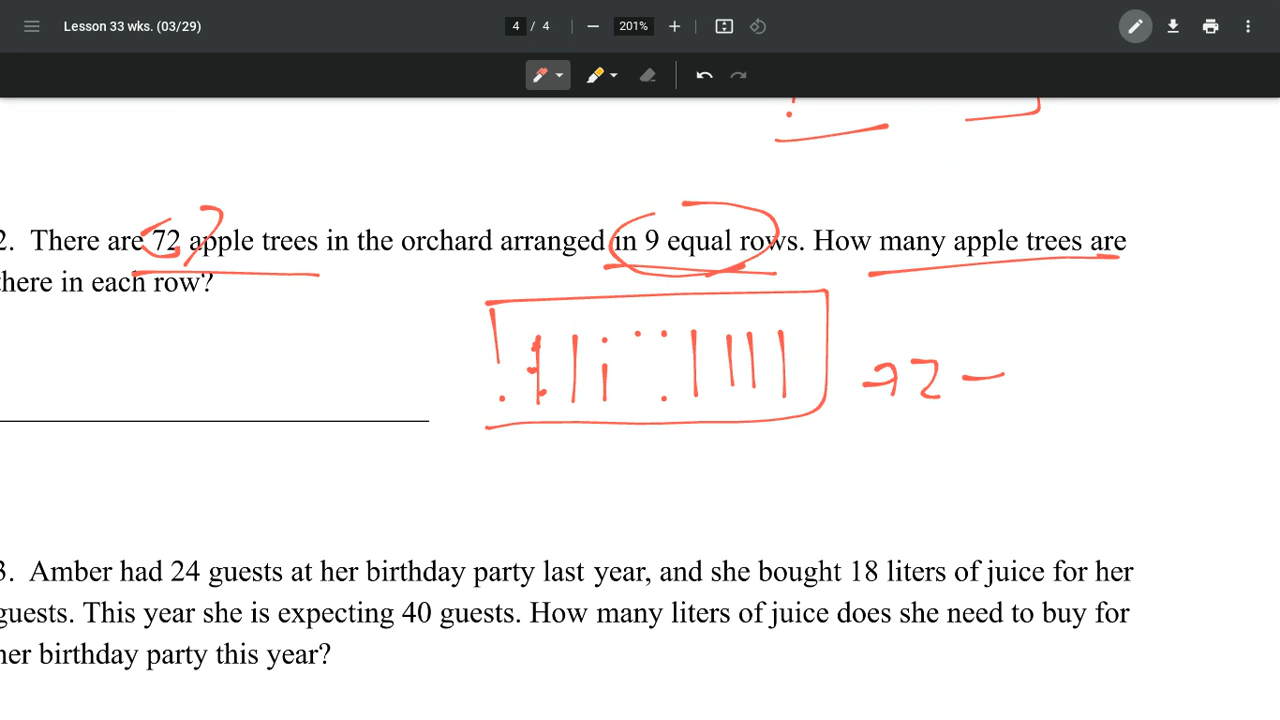 Lesson 33 wks. (03/29)
4 / 4
201%
2. There are 72 apple trees in the orchard arranged in 9 equal rows. How many apple trees are
there in each row?
72 –
3. Amber had 24 guests at her birthday party last year, and she bought 18 liters of juice for her
guests. This year she is expecting 40 guests. How many liters of juice does she need to buy for
her birthday party this year?